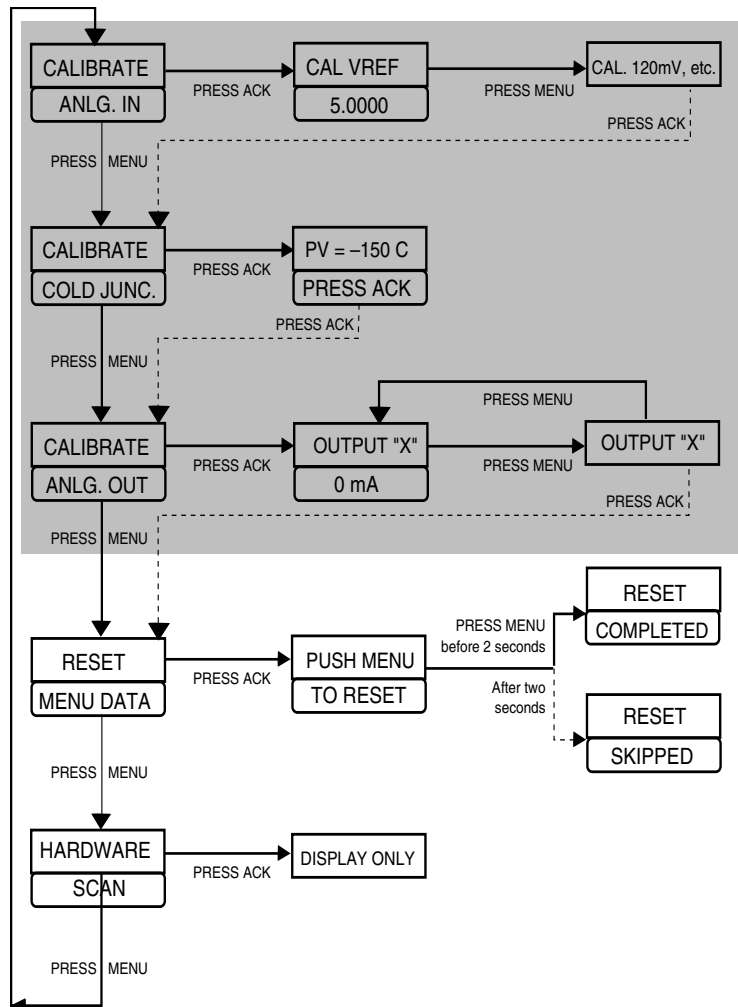 CALIBRATE
ANLG. IN
PRESS ACK
CAL VREF
5.0000
PRESS MENU
CAL. 120mV, etc.
PRESS ACK
PRESS MENU
CALIBRATE
COLD JUNC.
PRESS ACK
PV = –150 C
PRESS ACK
PRESS ACK
PRESS MENU
CALIBRATE
ANLG. OUT
PRESS ACK
OUTPUT "X"
0 mA
PRESS MENU
PRESS MENU
OUTPUT "X"
PRESS ACK
PRESS MENU
RESET
MENU DATA
PRESS ACK
PUSH MENU
TO RESET
PRESS MENU
before 2 seconds
RESET
COMPLETED
After two
seconds
RESET
SKIPPED
PRESS MENU
HARDWARE
SCAN
PRESS ACK
DISPLAY ONLY
PRESS MENU